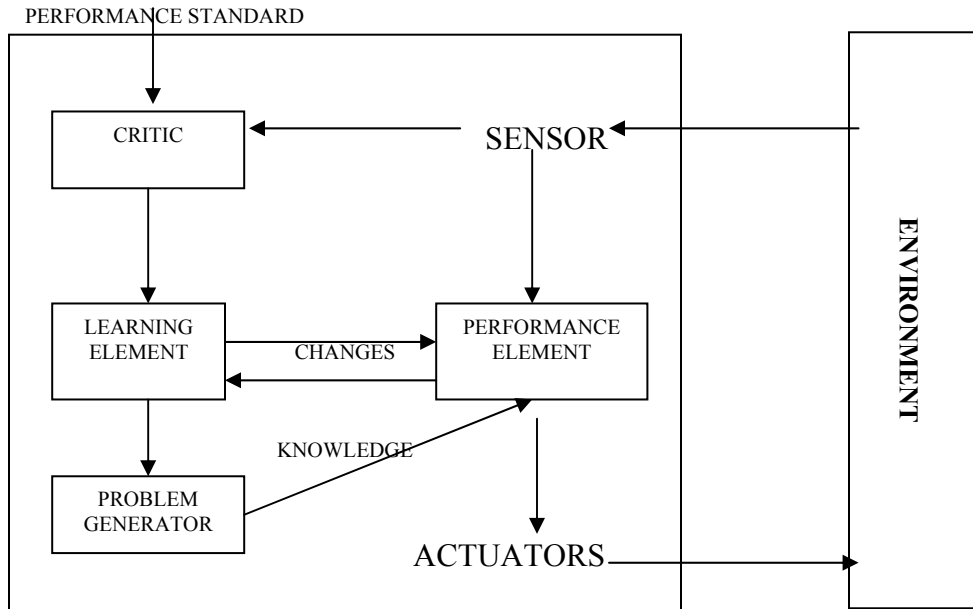 PERFORMANCE STANDARD
CRITIC
SENSOR
ENVIRONMENT
LEARNING
ELEMENT
CHANGES
PERFORMANCE
ELEMENT
KNOWLEDGE
PROBLEM
GENERATOR
ACTUATORS